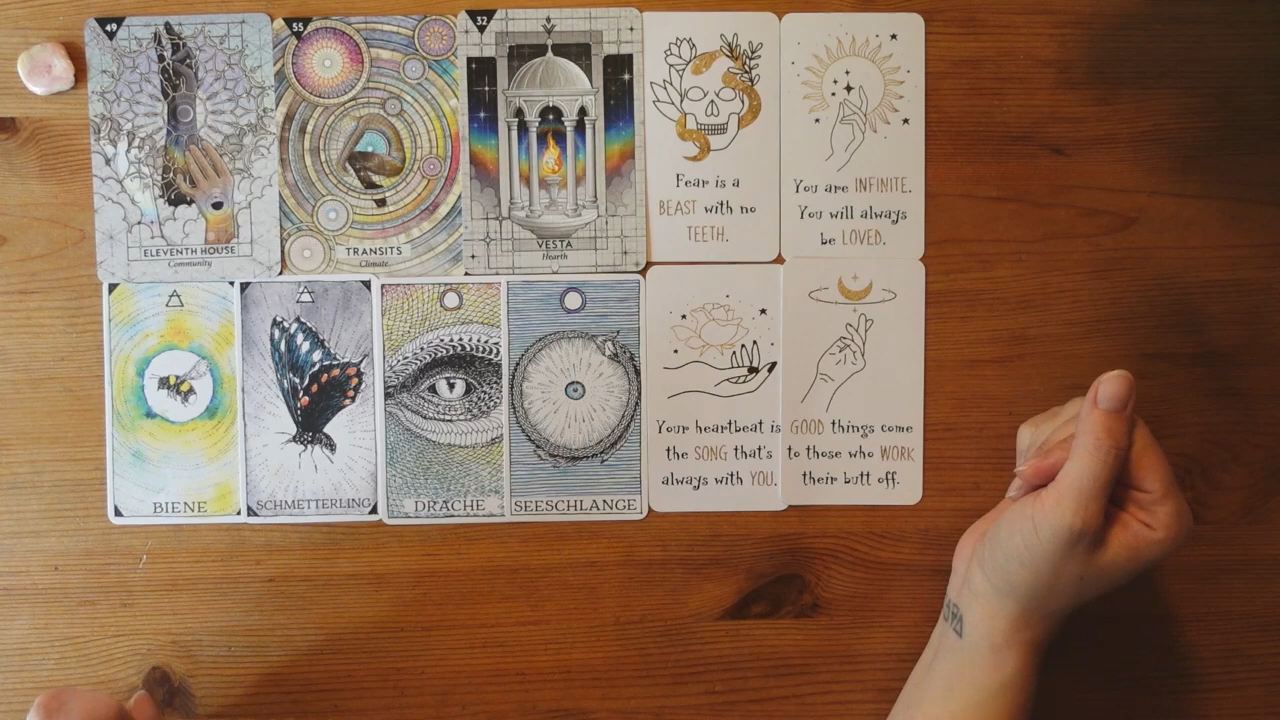 49
ELEVENTH HOUSE
Community
55
TRANSITS
Climate
32
VESTA
Hearth
Fear is a
BEAST with no
TEETH.
You are INFINITE.
You will always
be LOVED.
BIENE
SCHMETTERLING
DRACHE
SEESCHLANGE
Your heartbeat is
the SONG that's
always with YOU.
GOOD things come
to those who WORK
their butt off.